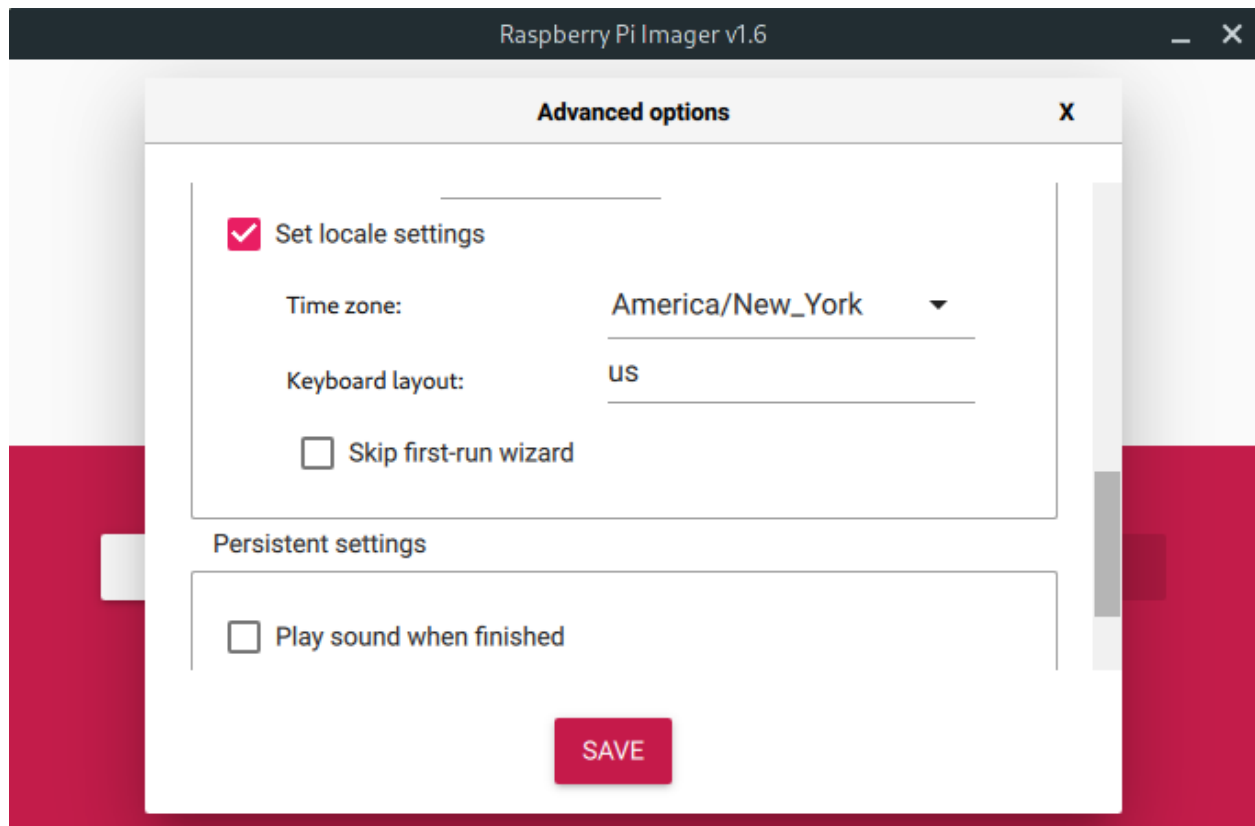 Raspberry Pi Imager v1.6
Advanced options X
Set locale settings
Time zone: America/New_York
Keyboard layout: us
Skip first-run wizard
Persistent settings
Play sound when finished
SAVE